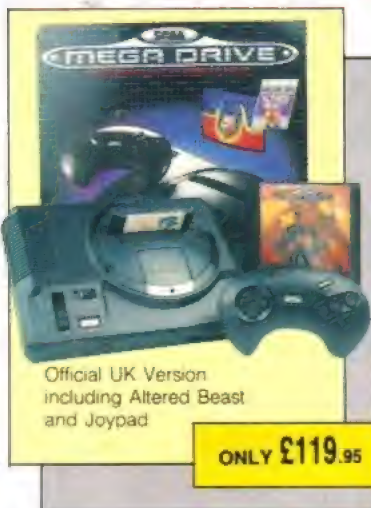 SEGA
MEGA DRIVE
Official UK Version
including Altered Beast
and Joypad
ONLY £119.95